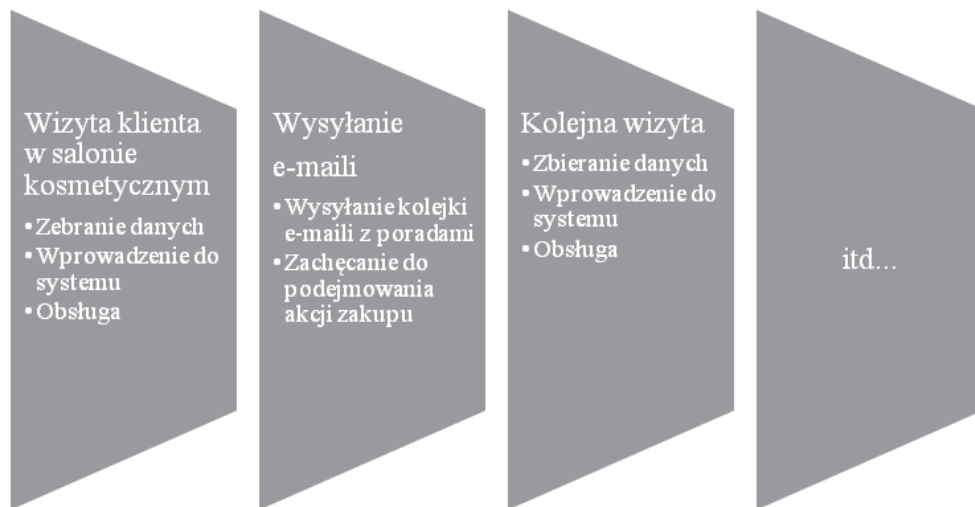 Wizyta klienta
w salonie
kosmetycznym
▪ Zebranie danych
▪ Wprowadzenie do
systemu
▪ Obsługa
Wysyłanie
e-maili
▪ Wysyłanie kolejki
e-maili z poradami
▪ Zachęcanie do
podejmowania
akcji zakupu
Kolejna wizyta
▪ Zbieranie danych
▪ Wprowadzenie do
systemu
▪ Obsługa
itd...